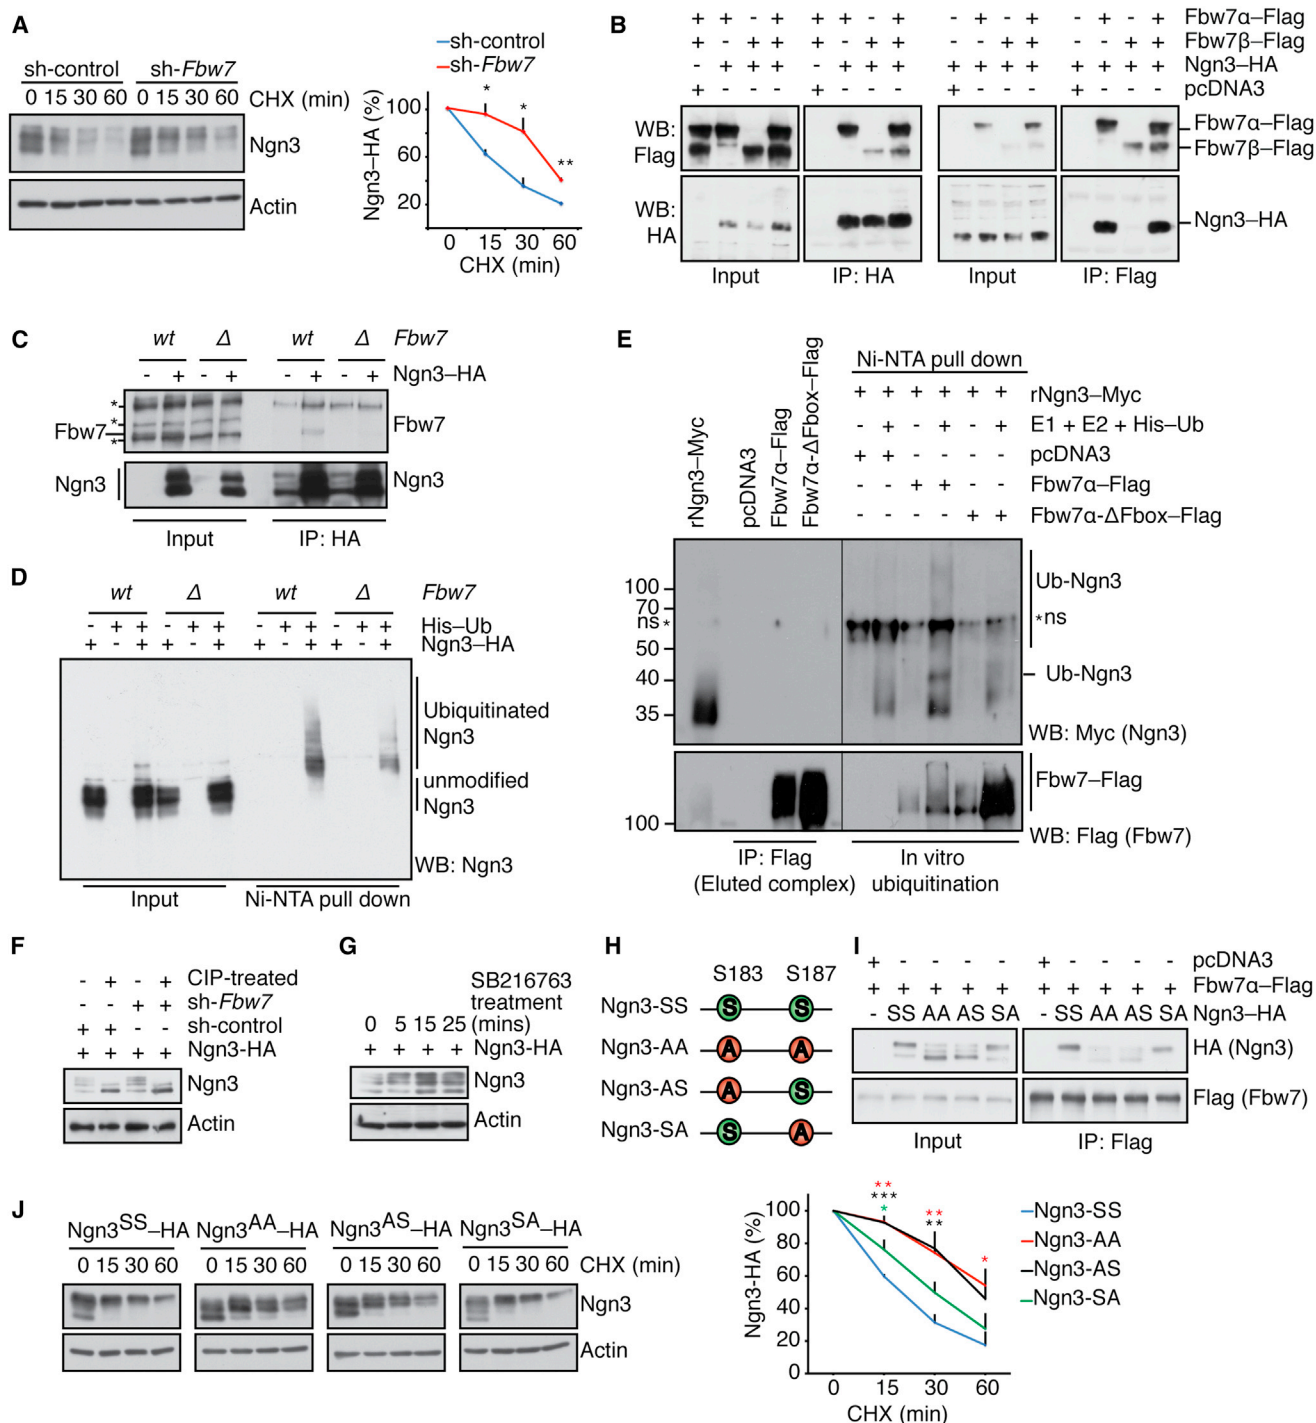 A
sh-control sh-Fbw7
0 15 30 60 0 15 30 60 CHX (min)
Ngn3
Actin
sh-control
sh-Fbw7
Ngn3–HA (%)
100
60
20
* * **
0 15 30 60
CHX (min)
B
+ + - + + + - + - + - + - + - + Fbw7α–Flag
+ - + + + - + + - - + + - - + + Fbw7β–Flag
- + + + - + + + + + + + + + + + Ngn3–HA
+ - - - + - - - + - - - + - - - pcDNA3
WB:
Flag
Fbw7α–Flag
Fbw7β–Flag
WB:
HA
Ngn3–HA
Input IP: HA Input IP: Flag
C
wt Δ wt Δ Fbw7
- + - + - + - + Ngn3–HA
*
*
Fbw7
*
Fbw7
Ngn3
Ngn3
Input IP: HA
D
wt Δ wt Δ Fbw7
- + + - + + - + + - + + His–Ub
+ - + + - + + - + + - + Ngn3–HA
Ubiquitinated
Ngn3
unmodified
Ngn3
WB: Ngn3
Input Ni-NTA pull down
E
rNgn3–Myc
pcDNA3
Fbw7α–Flag
Fbw7α-ΔFbox–Flag
Ni-NTA pull down
+ + + + + + rNgn3–Myc
- + - + - + E1 + E2 + His–Ub
+ + - - - - pcDNA3
- - + + - - Fbw7α–Flag
- - - - + + Fbw7α-ΔFbox–Flag
100
70
ns*
50
40
35
Ub-Ngn3
*ns
Ub-Ngn3
WB: Myc (Ngn3)
Fbw7–Flag
100
WB: Flag (Fbw7)
IP: Flag
(Eluted complex)
In vitro
ubiquitination
F
- + - + CIP-treated
- - + + sh-Fbw7
+ + - - sh-control
+ + + + Ngn3-HA
Ngn3
Actin
G
SB216763
treatment
0 5 15 25 (mins)
+ + + + Ngn3-HA
Ngn3
Actin
H
S183 S187
Ngn3-SS S S
Ngn3-AA A A
Ngn3-AS A S
Ngn3-SA S A
I
+ - - - - + - - - - pcDNA3
+ + + + + + + + + + Fbw7α–Flag
- SS AA AS SA - SS AA AS SA Ngn3–HA
HA (Ngn3)
Flag (Fbw7)
Input IP: Flag
J
Ngn3SS–HA Ngn3AA–HA Ngn3AS–HA Ngn3SA–HA
0 15 30 60 0 15 30 60 0 15 30 60 0 15 30 60 CHX (min)
Ngn3
Actin
Ngn3-HA (%)
100
80
60
40
20
0
**
***
*
**
**
*
0 15 30 60
CHX (min)
Ngn3-SS
Ngn3-AA
Ngn3-AS
Ngn3-SA